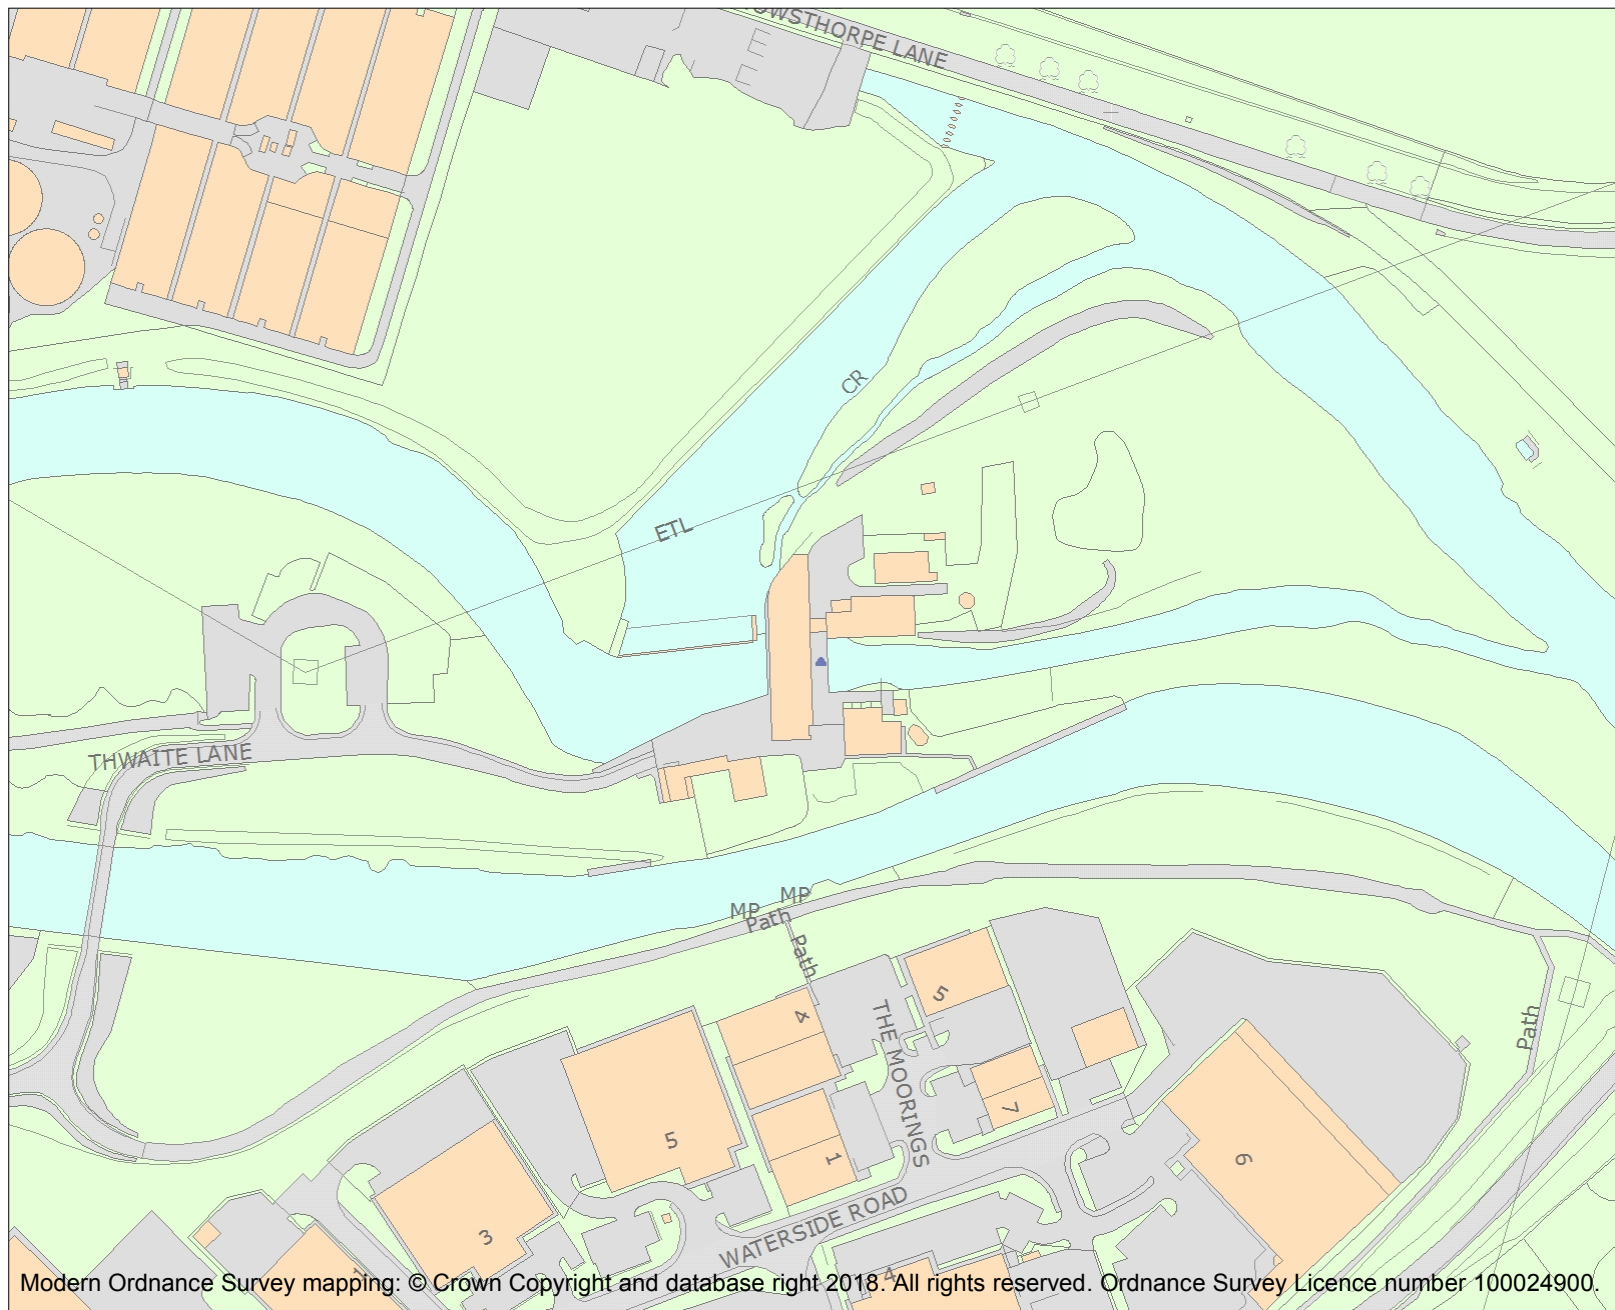 OWSTHORPE LANE
CR
ETL
THWAITE LANE
MP
MP
Path
Path
THE MOORINGS
5
4
5
7
1
3
6
Path
WATERSIDE ROAD
4
Modern Ordnance Survey mapping: © Crown Copyright and database right 2018. All rights reserved. Ordnance Survey Licence number 100024900.